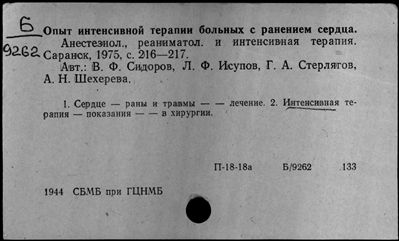 Б
9262
Опыт интенсивной терапии больных с ранением сердца.
Анестезиол., реаниматол. и интенсивная терапия.
Саранск, 1975, с. 216—217.
Авт.: В. Ф. Сидоров, Л. Ф. Исупов, Г. А. Стерлягов,
А. Н. Шехерева.
1. Сердце — раны и травмы — — лечение. 2. Интенсивная те-
рапия — показания — — в хирургии.
П-18-18а Б/9262 133
1944 СБМБ при ГЦНМБ